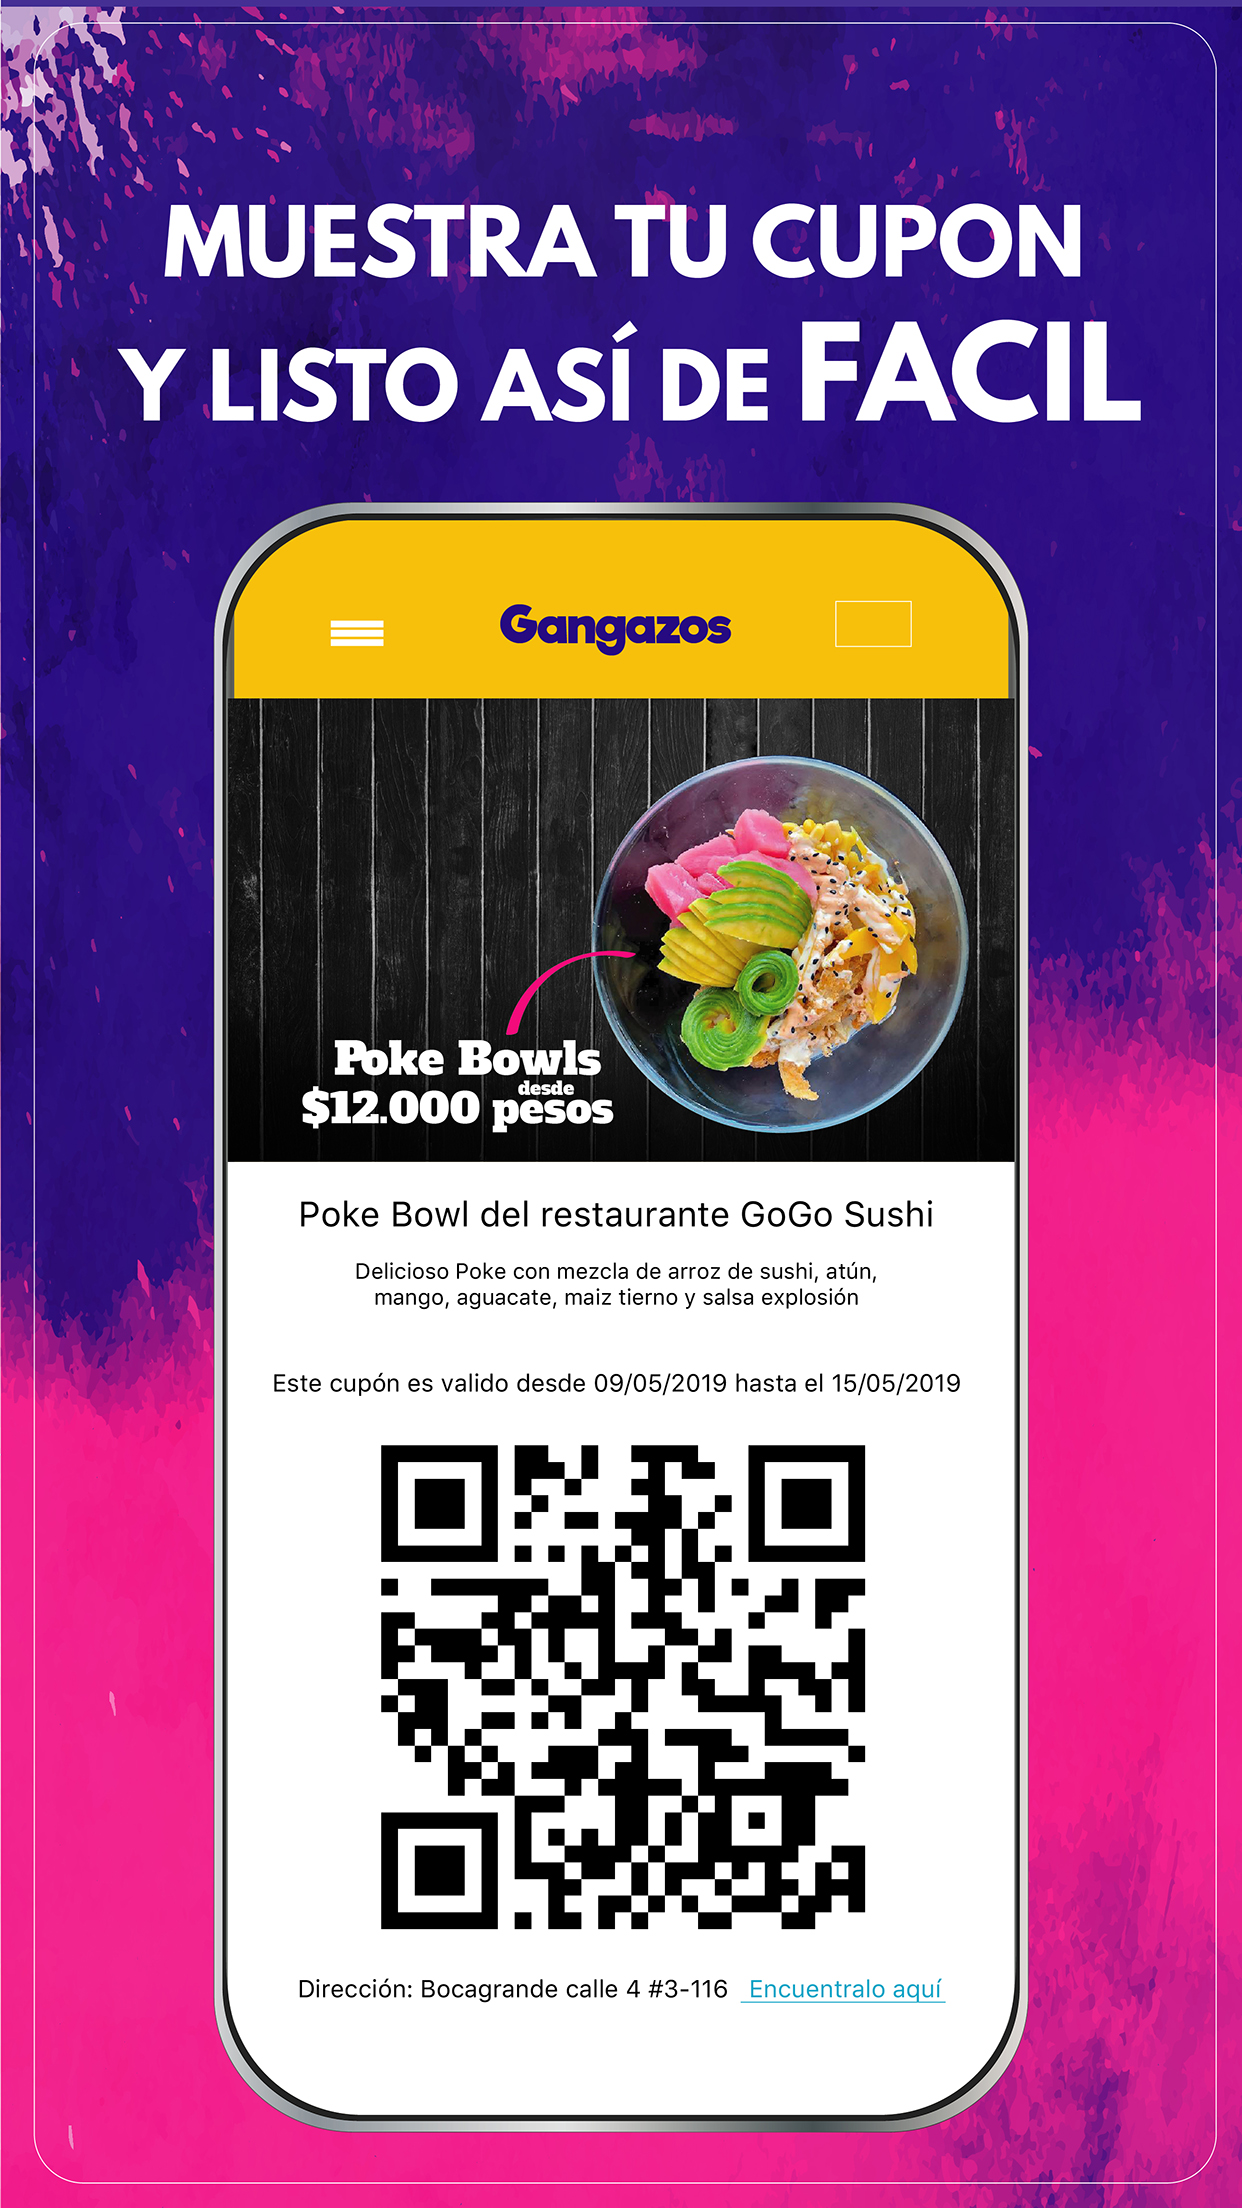 MUESTRA TU CUPON
Y LISTO ASÍ DE FACIL
Gangazos
Poke Bowls
desde
$12.000 pesos
Poke Bowl del restaurante GoGo Sushi
Delicioso Poke con mezcla de arroz de sushi, atún,
mango, aguacate, maiz tierno y salsa explosión
Este cupón es valido desde 09/05/2019 hasta el 15/05/2019
Dirección: Bocagrande calle 4 #3-116 Encuentralo aquí